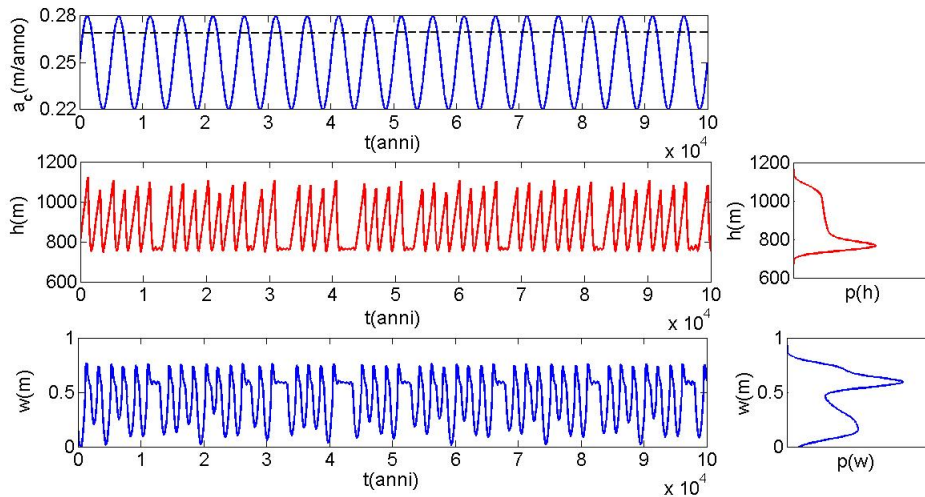 0.28
0.25
0.22
a_c(m/anno)
0 1 2 3 4 5 6 7 8 9 10
t(anni)
x 10^4
1200
1000
800
600
h(m)
0 1 2 3 4 5 6 7 8 9 10
t(anni)
x 10^4
1200
1000
800
600
h(m)
p(h)
1
0.5
0
w(m)
0 1 2 3 4 5 6 7 8 9 10
t(anni)
x 10^4
1
0.5
0
w(m)
p(w)